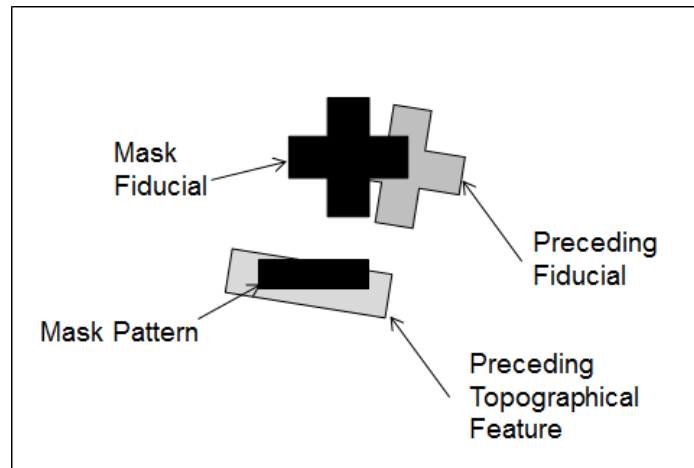 Mask
Fiducial
Preceding
Fiducial
Mask Pattern
Preceding
Topographical
Feature